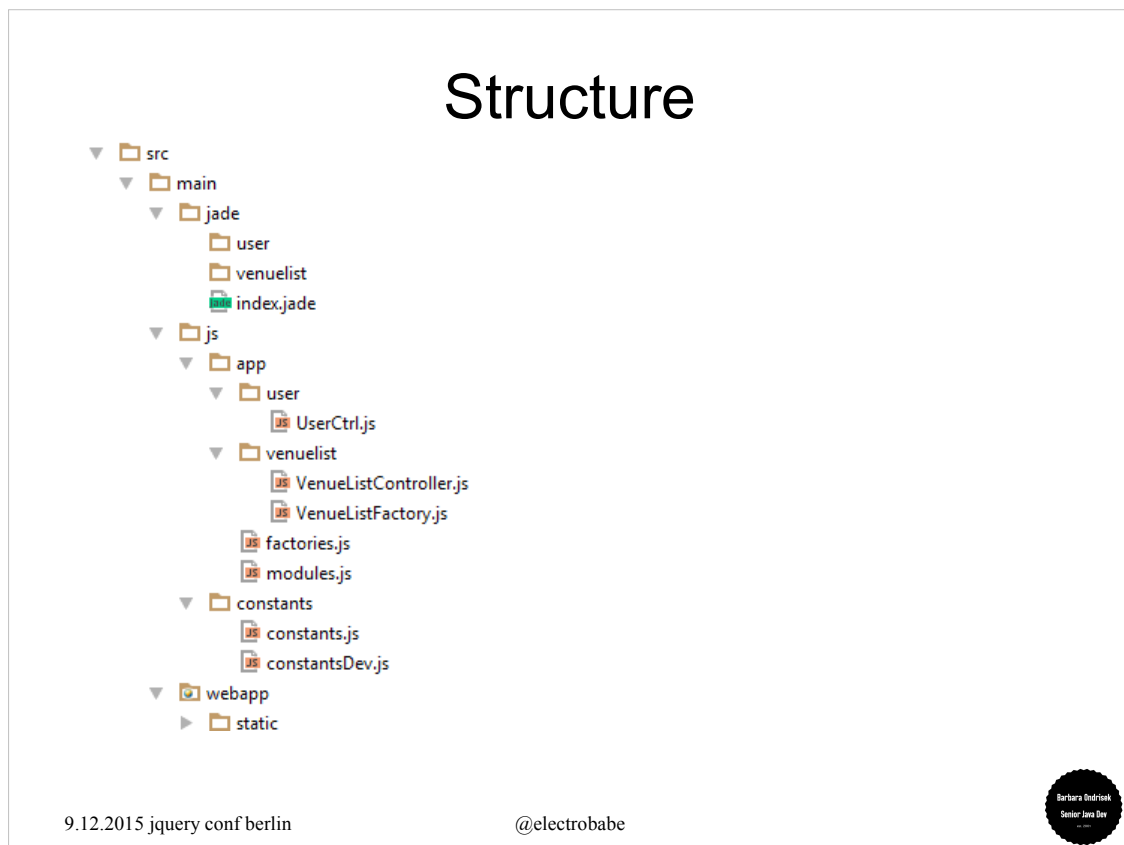 Structure
src
main
jade
user
venuelist
index.jade
js
app
user
UserCtrl.js
venuelist
VenueListController.js
VenueListFactory.js
factories.js
modules.js
constants
constants.js
constantsDev.js
webapp
static
9.12.2015 jquery conf berlin
@electrobabe
Barbara Ondrisek
Senior Java Dev